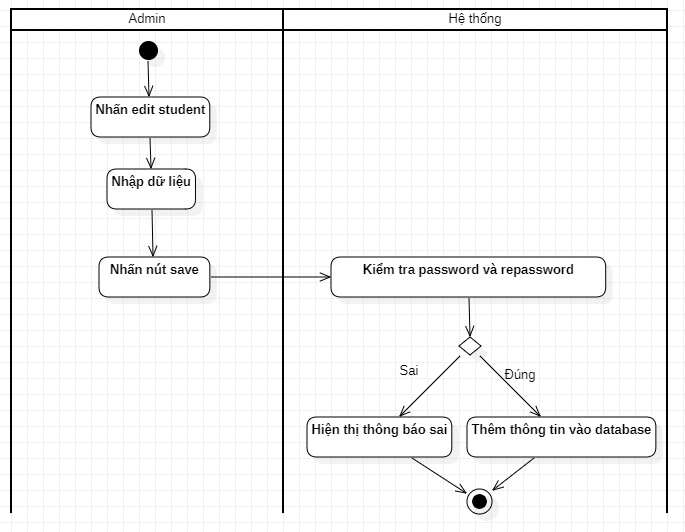 Admin
Hệ thống
Nhấn edit student
Nhập dữ liệu
Nhấn nút save
Kiểm tra password và repassword
Sai
Đúng
Hiện thị thông báo sai
Thêm thông tin vào database